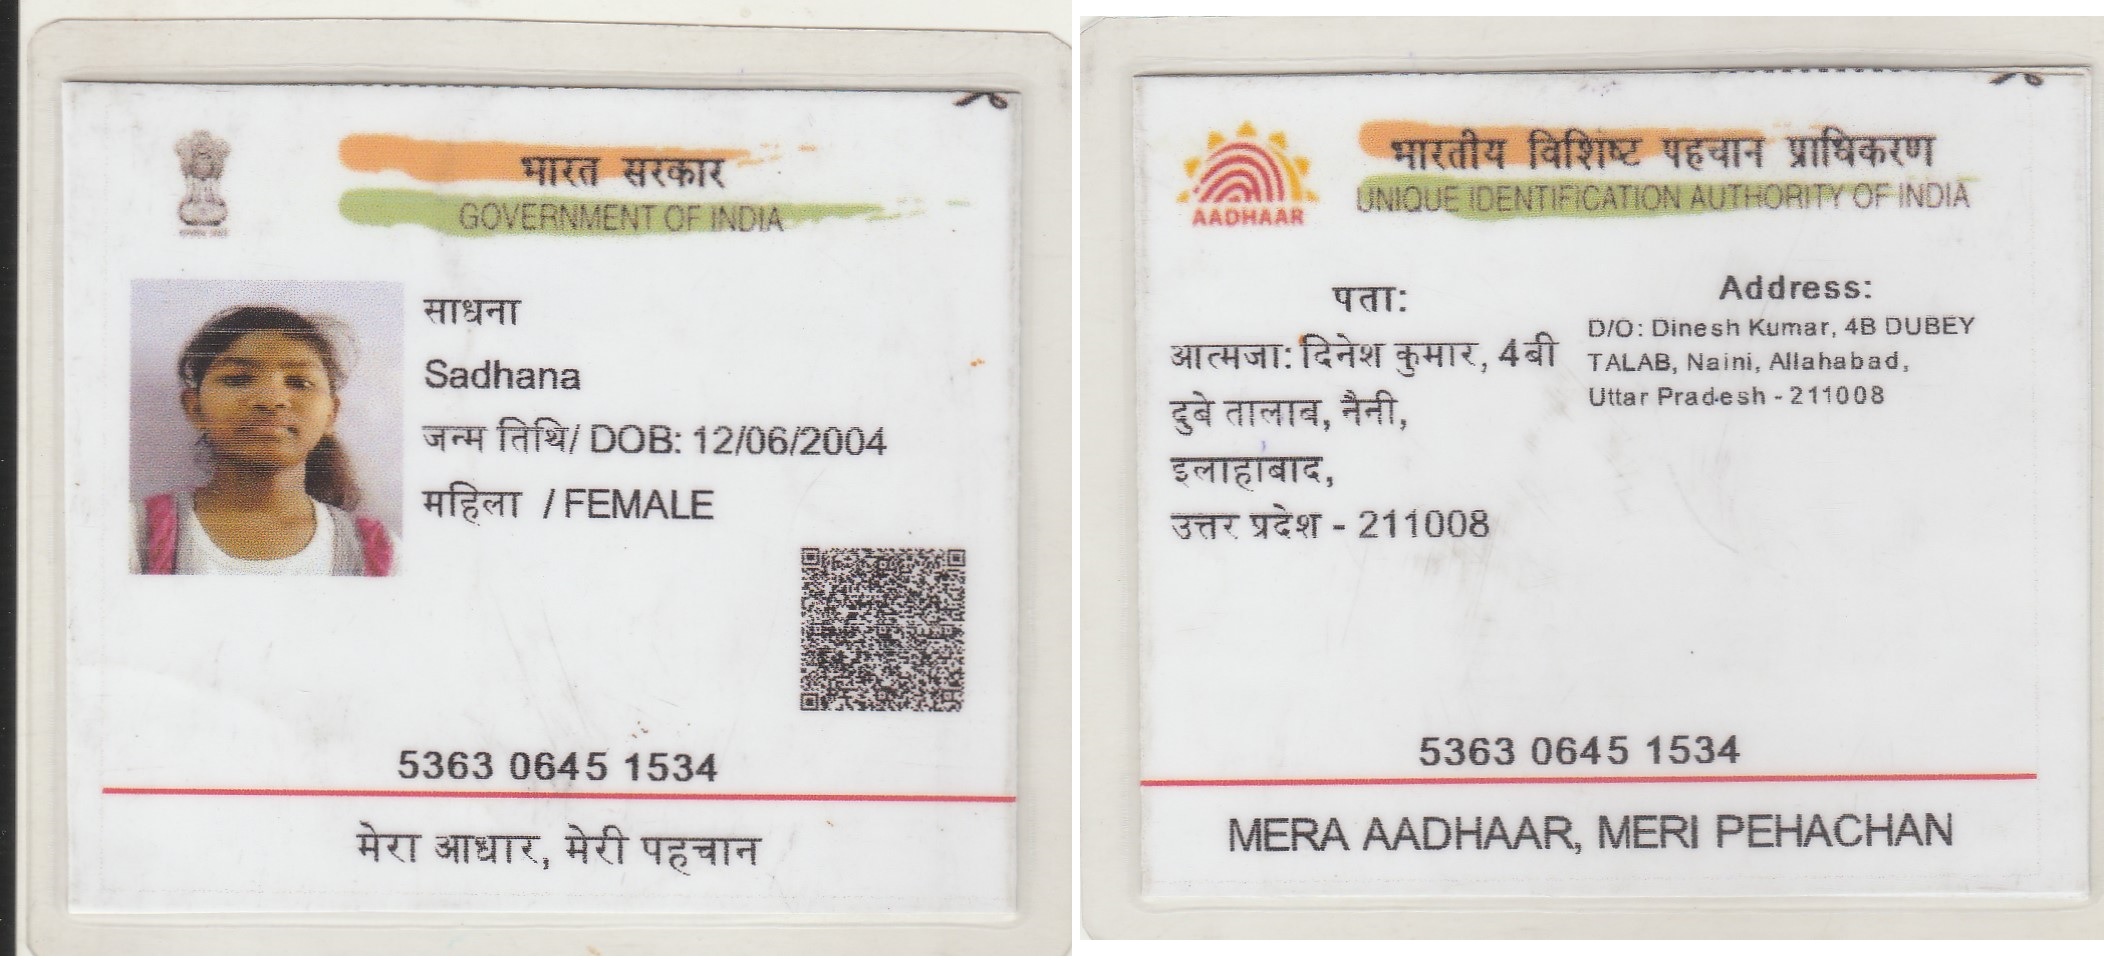 भारत सरकार
GOVERNMENT OF INDIA
साधना
Sadhana
जन्म तिथि/ DOB: 12/06/2004
महिला / FEMALE
5363 0645 1534
मेरा आधार, मेरी पहचान
भारतीय विशिष्ट पहचान प्राधिकरण
UNIQUE IDENTIFICATION AUTHORITY OF INDIA
AADHAAR
पता:
आत्मजा: दिनेश कुमार, 4बी
दुबे तालाब, नैनी,
इलाहाबाद,
उत्तर प्रदेश - 211008
Address:
D/O: Dinesh Kumar, 4B DUBEY
TALAB, Naini, Allahabad,
Uttar Pradesh - 211008
5363 0645 1534
MERA AADHAAR, MERI PEHACHAN